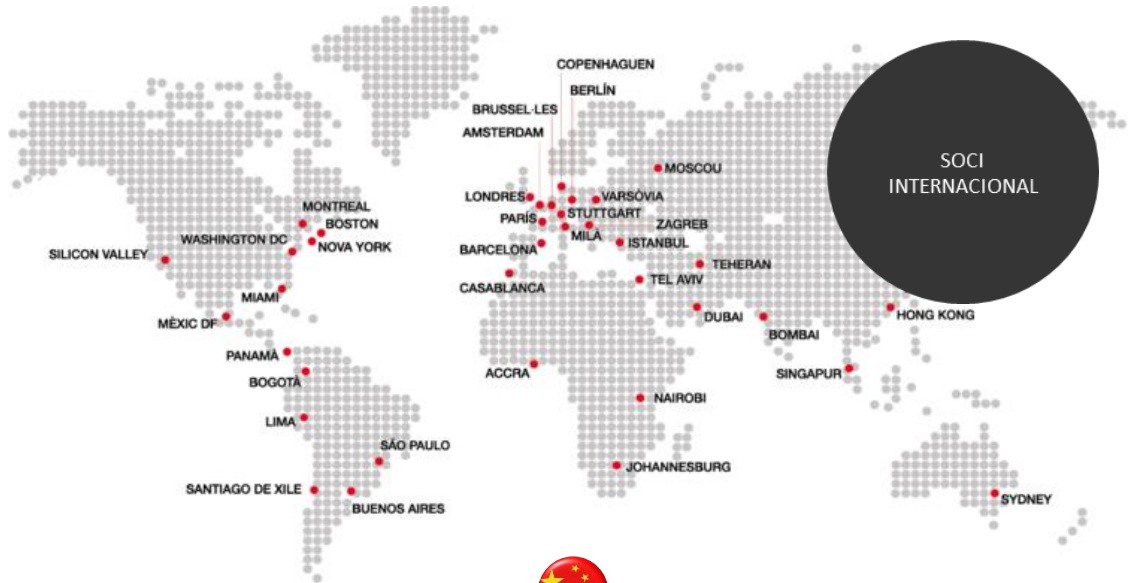 COPENHAGUEN
BERLÍN
BRUSSEL·LES
AMSTERDAM
SOCI
INTERNACIONAL
MOSCOU
LONDRES
VARSÒVIA
MONTREAL
STUTTGART
BOSTON
PARÍS
ZAGREB
WASHINGTON DC
NOVA YORK
MILÀ
ISTANBUL
BARCELONA
SILICON VALLEY
TEHERAN
TEL AVIV
CASABLANCA
MIAMI
DUBAI
HONG KONG
MÈXIC DF
BOMBAI
PANAMÀ
ACCRA
SINGAPUR
BOGOTÀ
NAIROBI
LIMA
SÃO PAULO
JOHANNESBURG
SANTIAGO DE XILE
SYDNEY
BUENOS AIRES